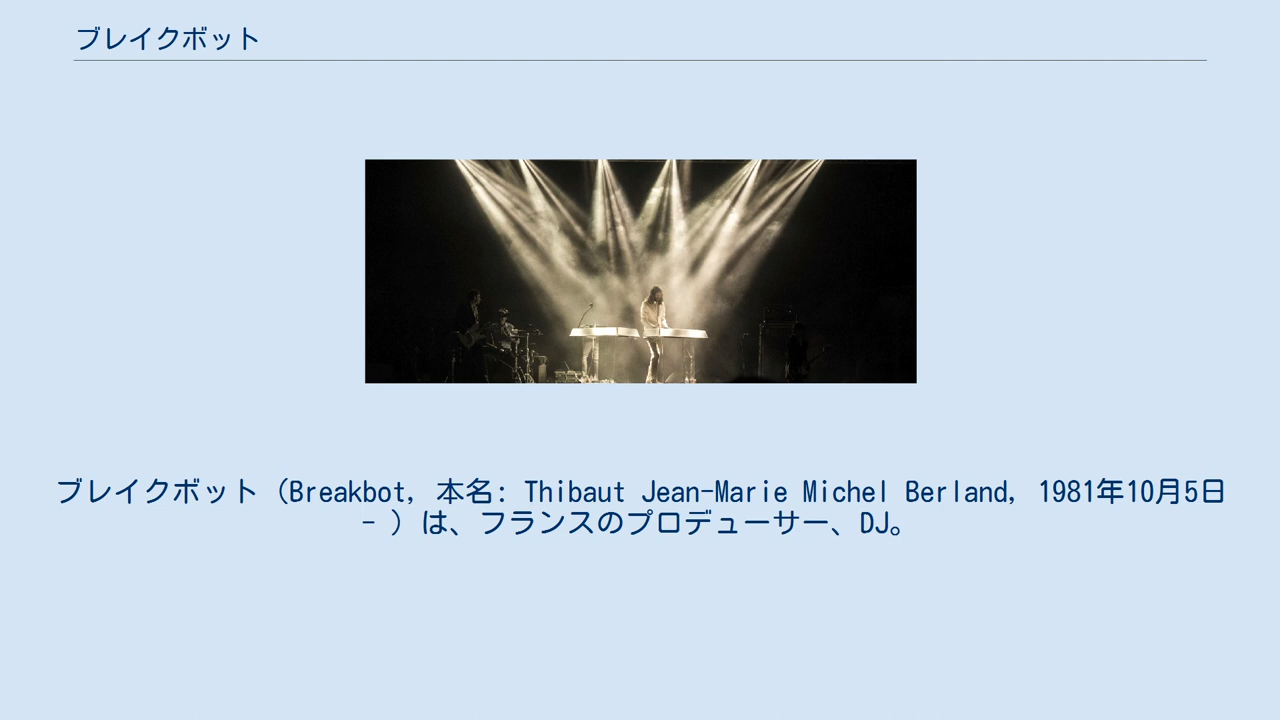 ブレイクボット
ブレイクボット（Breakbot, 本名: Thibaut Jean-Marie Michel Berland, 1981年10月5日
- ）は、フランスのプロデューサー、DJ。